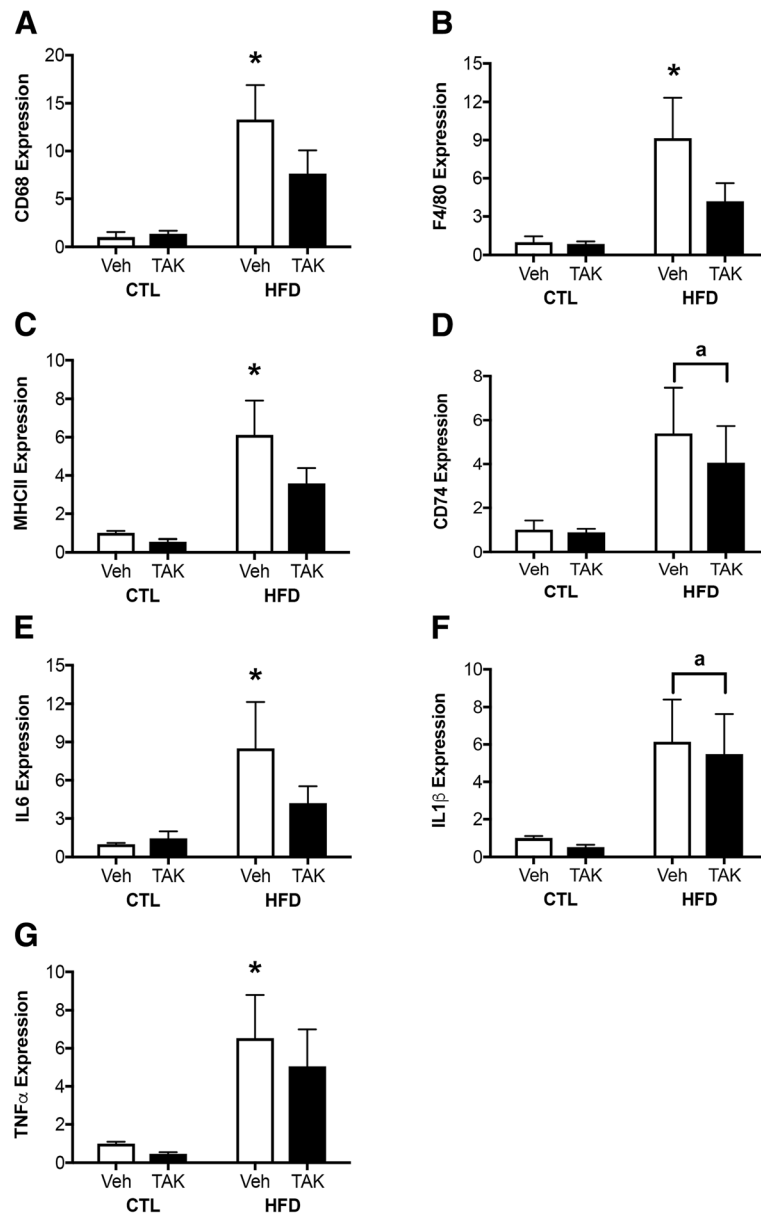 A
CD68 Expression
20
15
10
5
0
*
Veh TAK Veh TAK
CTL HFD
B
F4/80 Expression
15
12
9
6
3
0
*
Veh TAK Veh TAK
CTL HFD
C
MHCII Expression
10
8
6
4
2
0
*
Veh TAK Veh TAK
CTL HFD
D
CD74 Expression
8
6
4
2
0
a
Veh TAK Veh TAK
CTL HFD
E
IL6 Expression
15
12
9
6
3
0
*
Veh TAK Veh TAK
CTL HFD
F
IL1β Expression
10
8
6
4
2
0
a
Veh TAK Veh TAK
CTL HFD
G
TNFα Expression
10
8
6
4
2
0
*
Veh TAK Veh TAK
CTL HFD